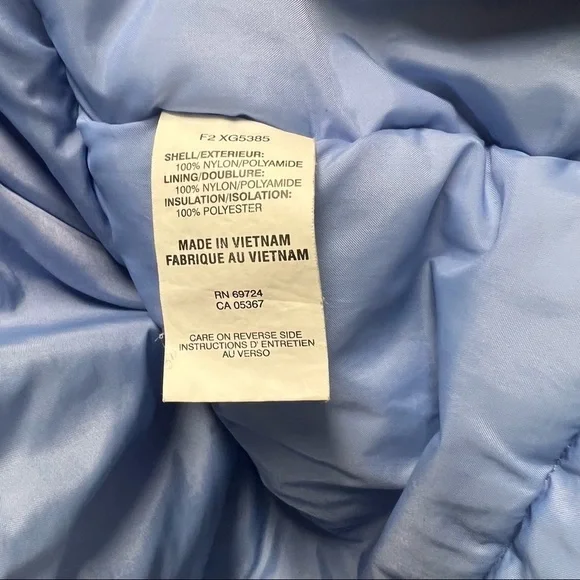 F2 XG5385
SHELL/EXTERIEUR:
100% NYLON/POLYAMIDE
LINING/DOUBLURE:
100% NYLON/POLYAMIDE
INSULATION/ISOLATION:
100% POLYESTER
MADE IN VIETNAM
FABRIQUE AU VIETNAM
RN 69724
CA 05367
CARE ON REVERSE SIDE
INSTRUCTIONS D' ENTRETIEN
AU VERSO